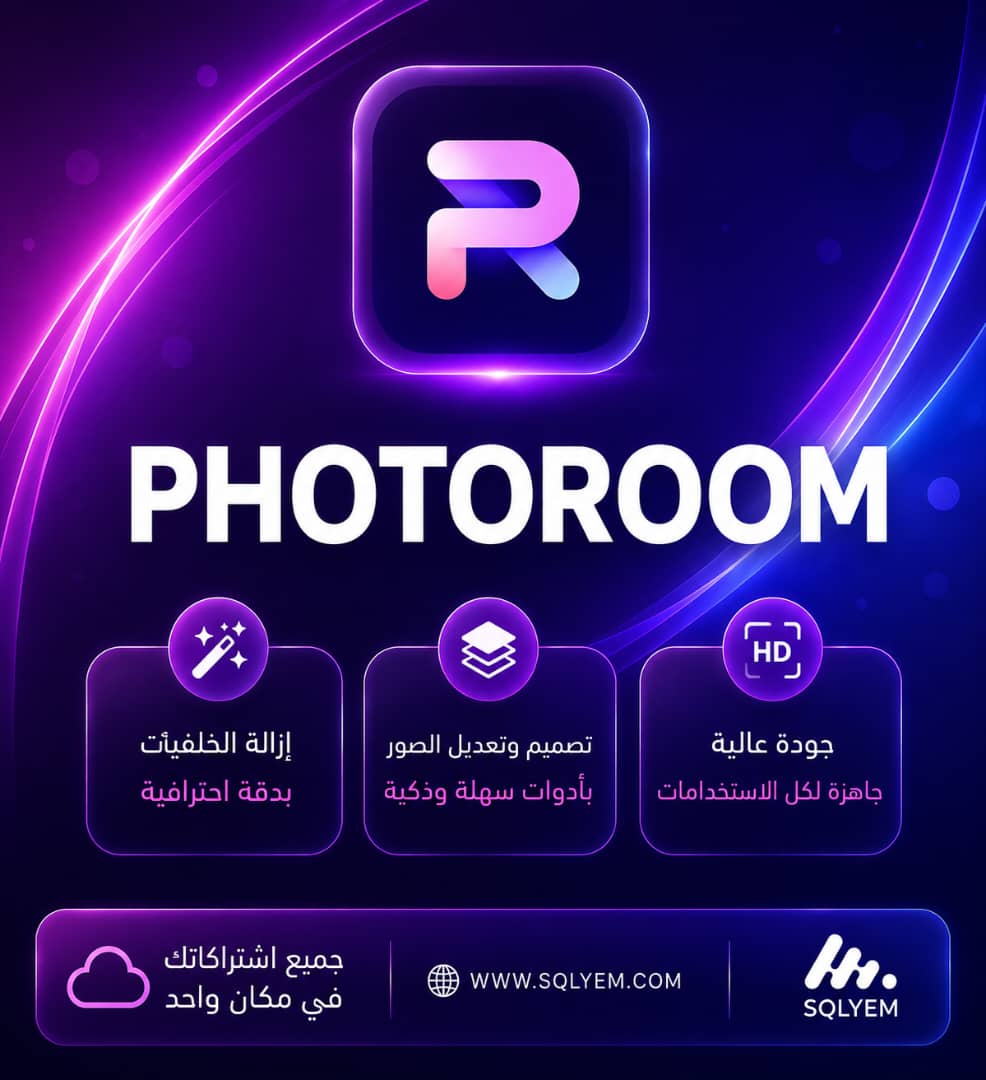 PHOTOROOM
HD
جودة عالية
جاهزة لكل الاستخدامات
تصميم وتعديل الصور
بأدوات سهلة وذكية
إزالة الخلفيأت
بدقة احترافية
جميع اشتراكاتك
في مكان واحد
WWW.SQLYEM.COM
SQLYEM